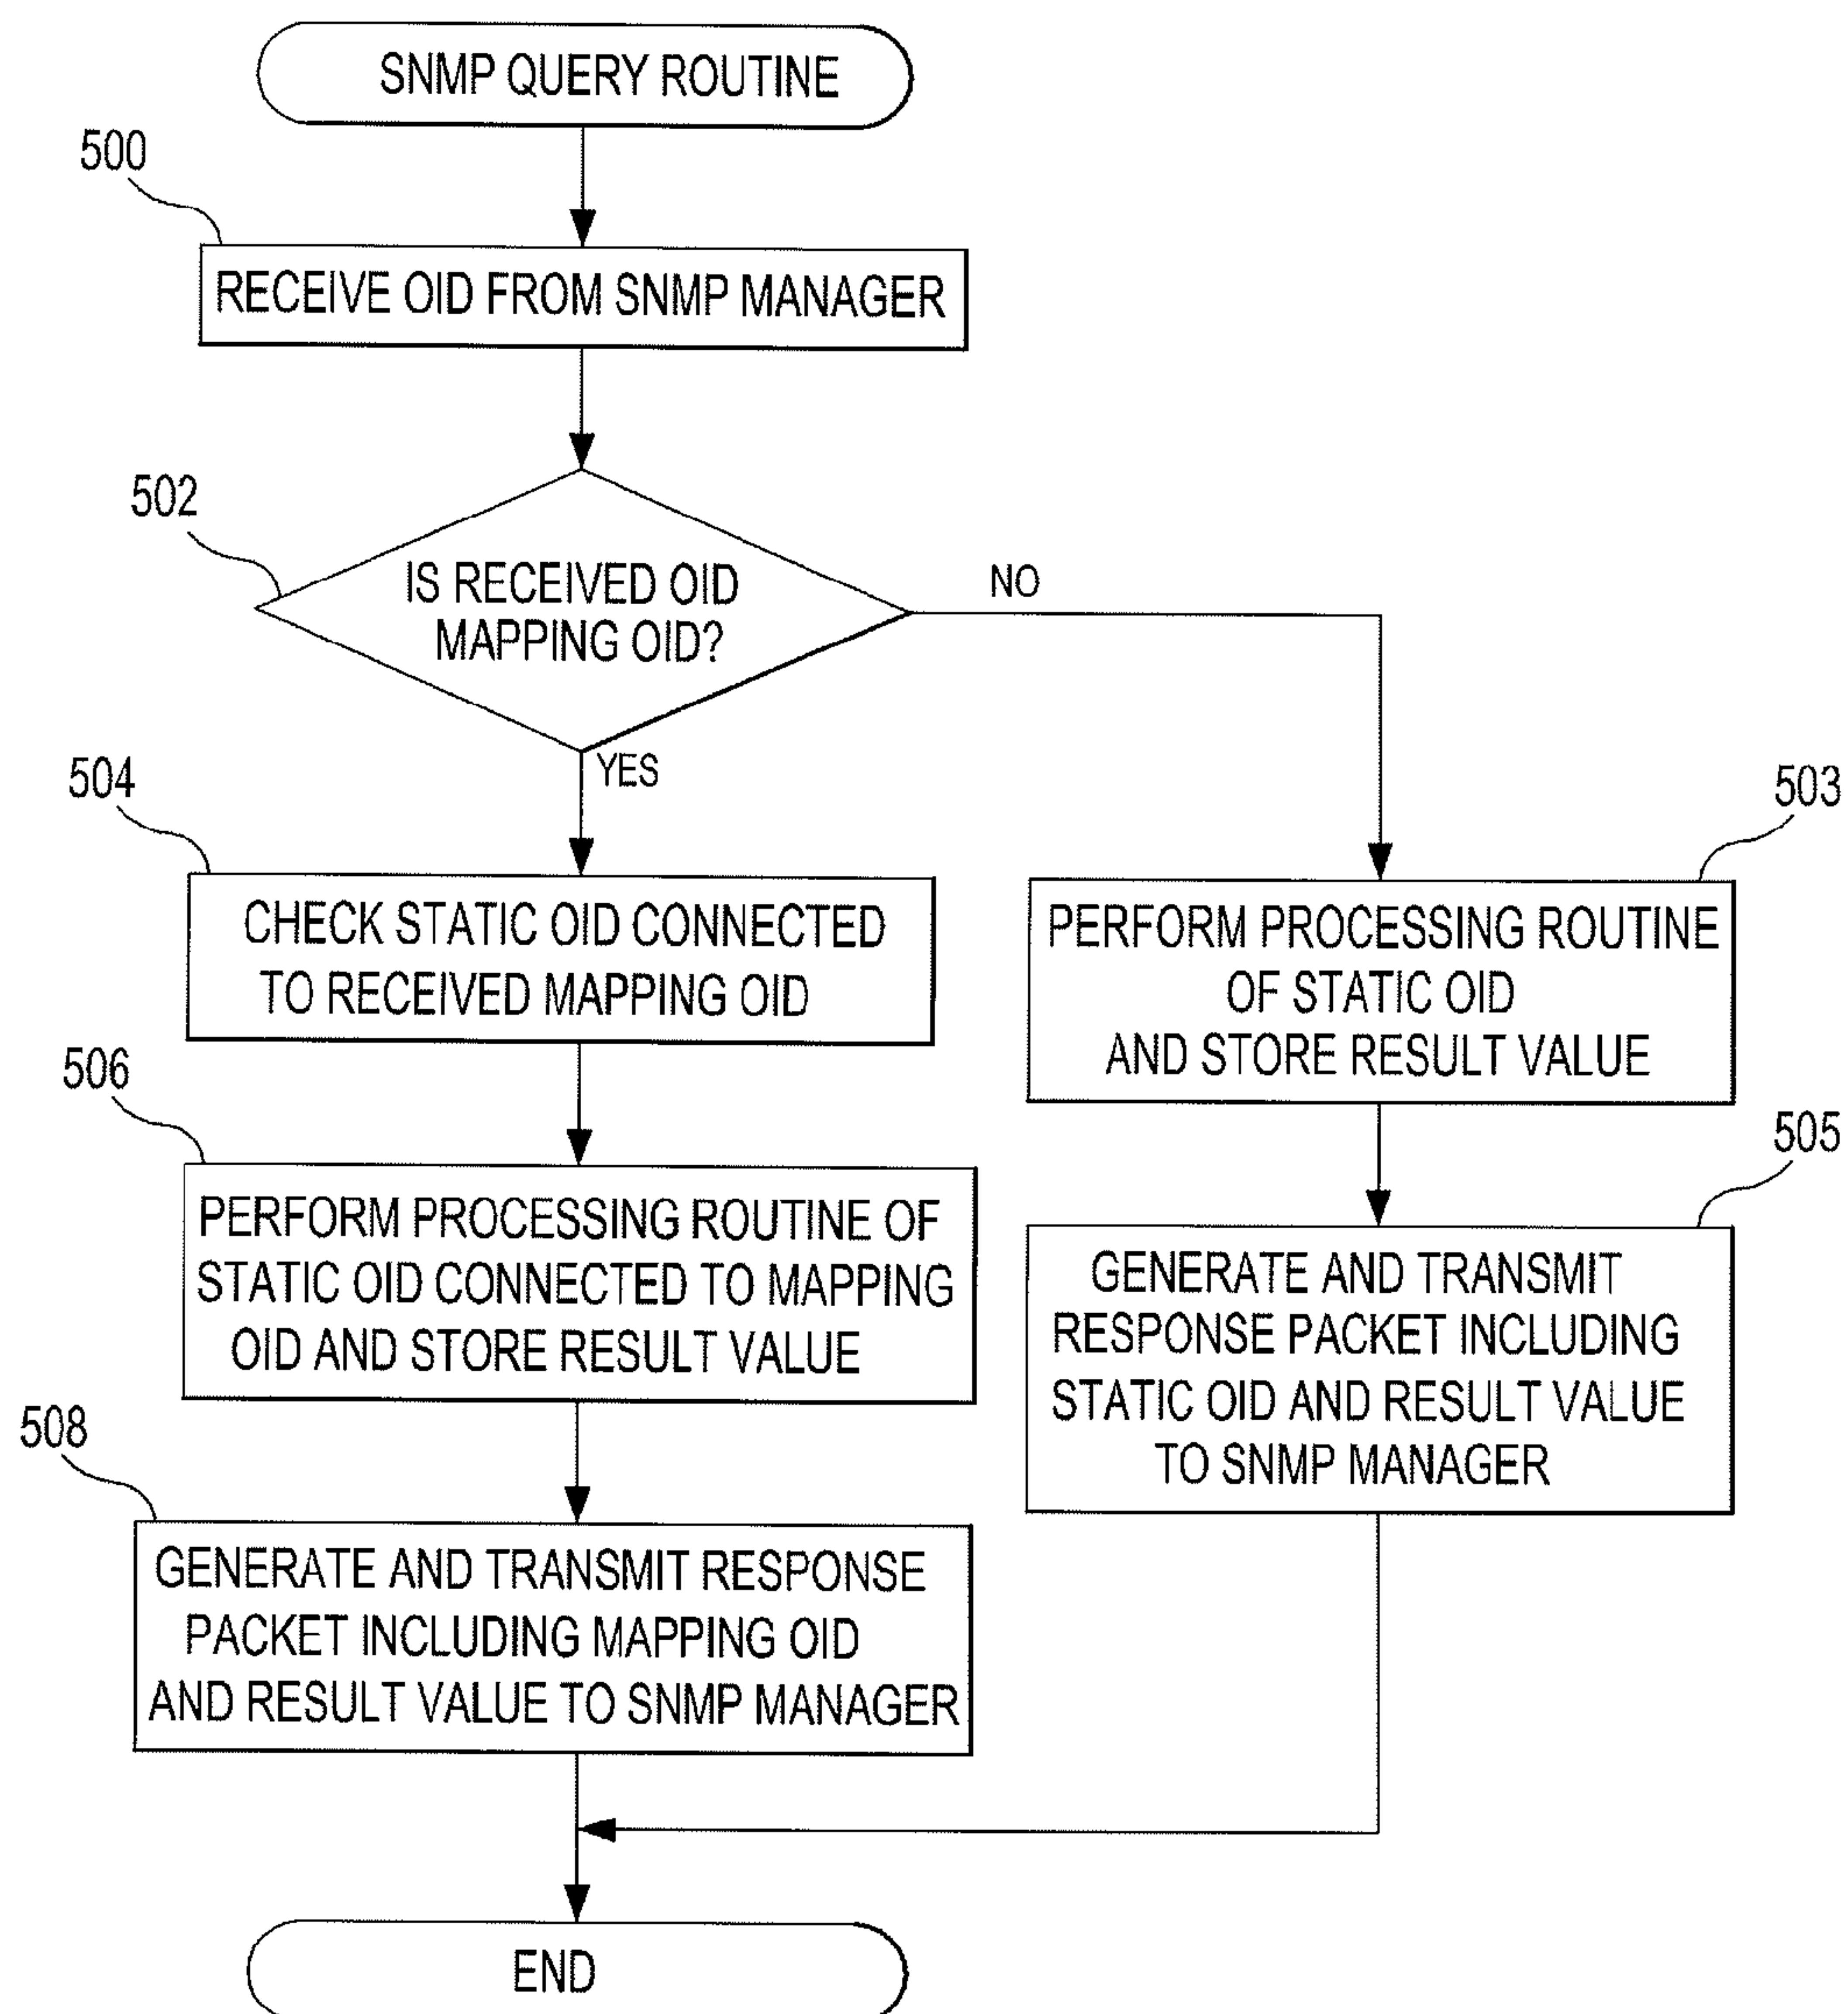 SNMP QUERY ROUTINE
500
RECEIVE OID FROM SNMP MANAGER
502
IS RECEIVED OID
MAPPING OID?
NO
YES
504
CHECK STATIC OID CONNECTED
TO RECEIVED MAPPING OID
503
PERFORM PROCESSING ROUTINE
OF STATIC OID
AND STORE RESULT VALUE
506
PERFORM PROCESSING ROUTINE OF
STATIC OID CONNECTED TO MAPPING
OID AND STORE RESULT VALUE
505
GENERATE AND TRANSMIT
RESPONSE PACKET INCLUDING
STATIC OID AND RESULT VALUE
TO SNMP MANAGER
508
GENERATE AND TRANSMIT RESPONSE
PACKET INCLUDING MAPPING OID
AND RESULT VALUE TO SNMP MANAGER
END